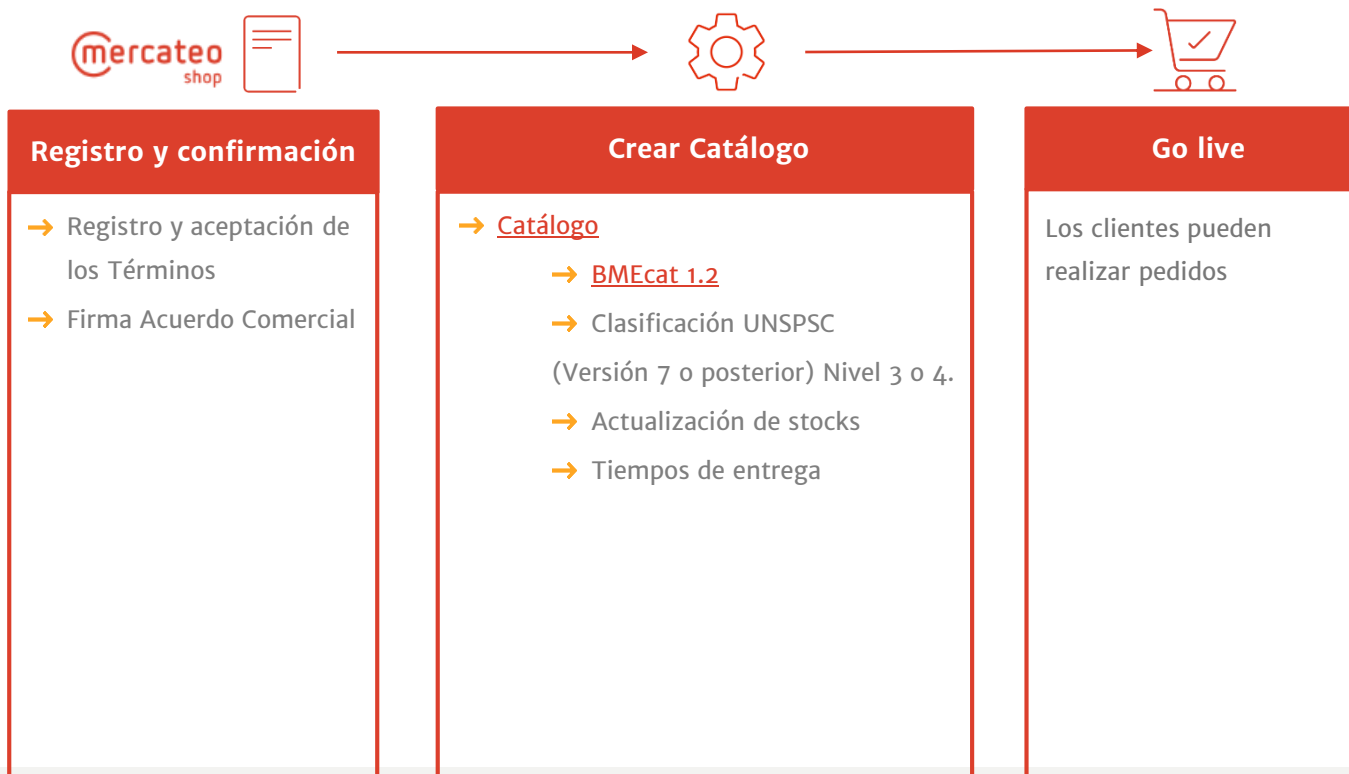 mercateo
shop
Registro y confirmación
→ Registro y aceptación de
los Términos
→ Firma Acuerdo Comercial
Crear Catálogo
→ Catálogo
→ BMEcat 1.2
→ Clasificación UNSPSC
(Versión 7 o posterior) Nivel 3 o 4.
→ Actualización de stocks
→ Tiempos de entrega
Go live
Los clientes pueden
realizar pedidos